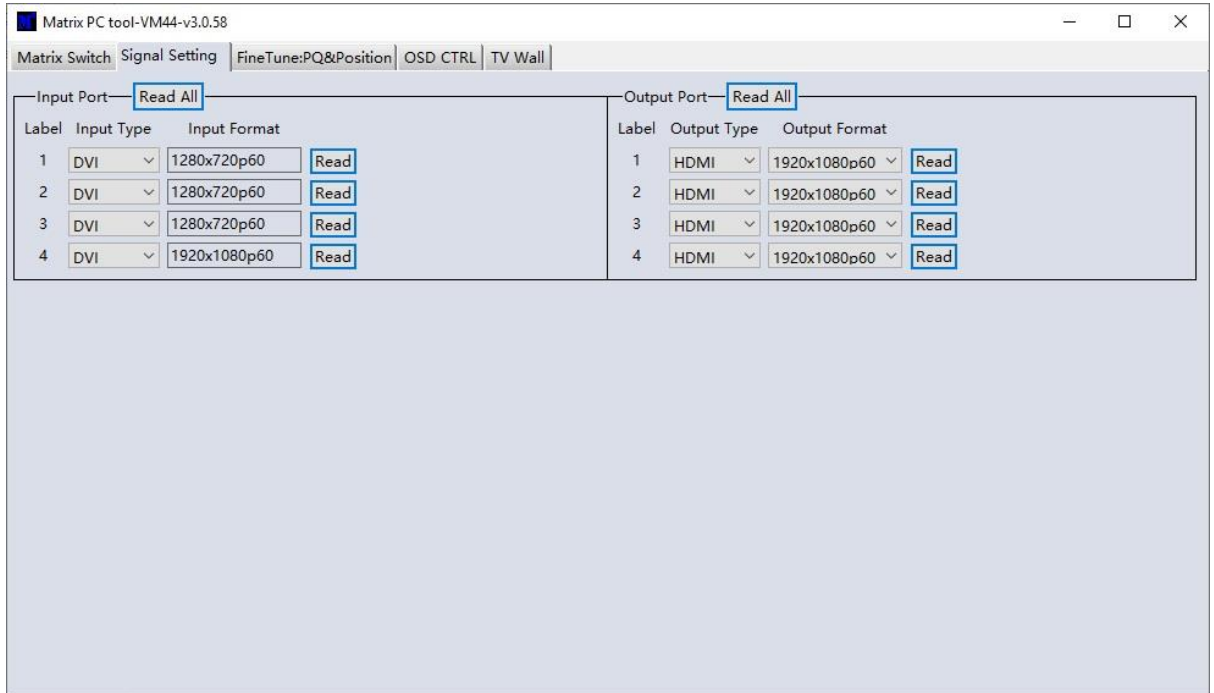 Matrix PC tool-VM44-v3.0.58
Matrix Switch Signal Setting FineTune:PQ&Position OSD CTRL TV Wall
Input Port Read All Output Port Read All
Label Input Type Input Format Label Output Type Output Format
1 DVI 1280x720p60 Read 1 HDMI 1920x1080p60 Read
2 DVI 1280x720p60 Read 2 HDMI 1920x1080p60 Read
3 DVI 1280x720p60 Read 3 HDMI 1920x1080p60 Read
4 DVI 1920x1080p60 Read 4 HDMI 1920x1080p60 Read